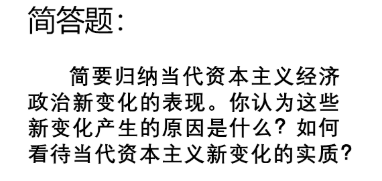 简答题：
简要归纳当代资本主义经济
政治新变化的表现。你认为这些
新变化产生的原因是什么？如何
看待当代资本主义新变化的实质？